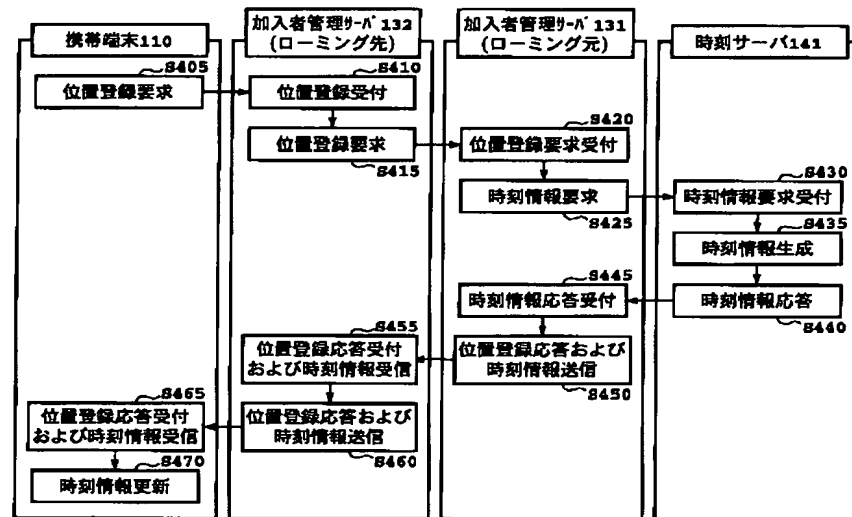 携帯端末110
加入者管理サーバ132
(ローミング先)
加入者管理サーバ131
(ローミング元)
時刻サーバ141
S405
位置登録要求
S410
位置登録受付
位置登録要求
S415
S420
位置登録要求受付
時刻情報要求
S425
S430
時刻情報要求受付
S435
時刻情報生成
時刻情報応答
S440
S445
時刻情報応答受付
位置登録応答および
時刻情報送信
S450
S455
位置登録応答受付
および時刻情報受信
位置登録応答および
時刻情報送信
S460
S465
位置登録応答受付
および時刻情報受信
S470
時刻情報更新